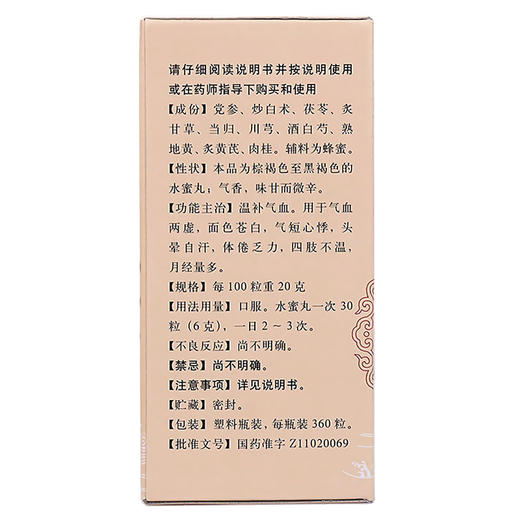 请仔细阅读说明书并按说明使用
或在药师指导下购买和使用
【成份】党参、炒白术、茯苓、炙
甘草、当归、川芎、酒白芍、熟
地黄、炙黄芪、肉桂。辅料为蜂蜜。
【性状】本品为棕褐色至黑褐色的
水蜜丸；气香，味甘而微辛。
【功能主治】温补气血。用于气血
两虚，面色苍白，气短心悸，头
晕自汗，体倦乏力，四肢不温，
月经量多。
【规格】每100粒重20克
【用法用量】口服。水蜜丸一次30
粒（6克），一日2～3次。
【不良反应】尚不明确。
【禁忌】尚不明确。
【注意事项】详见说明书。
【贮藏】密封。
【包装】塑料瓶装，每瓶装360粒。
【批准文号】国药准字Z11020069